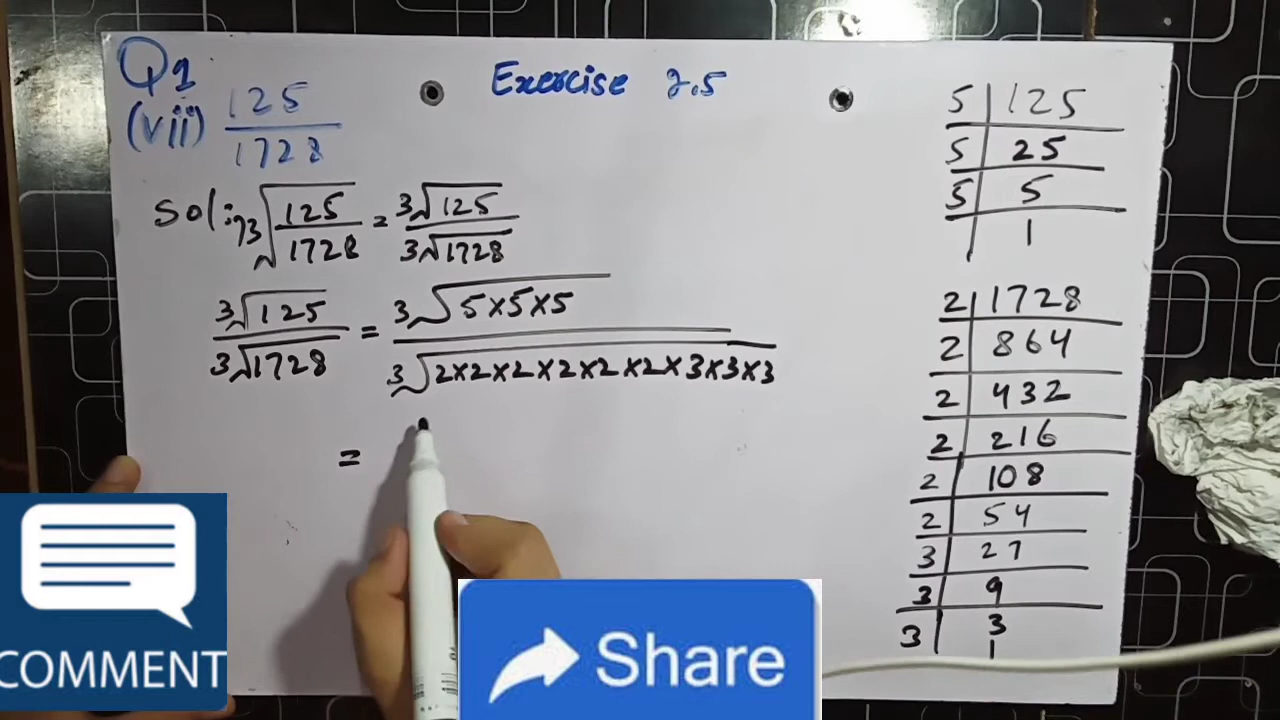 Q1
Exercise 2.5
(vii) 125/1728
Sol:→ ∛(125/1728) = ∛125/∛1728
∛125/∛1728 = ∛(5×5×5)/∛(2×2×2×2×2×2×3×3×3)
=
5 | 125
5 | 25
5 | 5
1
2 | 1728
2 | 864
2 | 432
2 | 216
2 | 108
2 | 54
3 | 27
3 | 9
3 | 3
1
COMMENT
Share